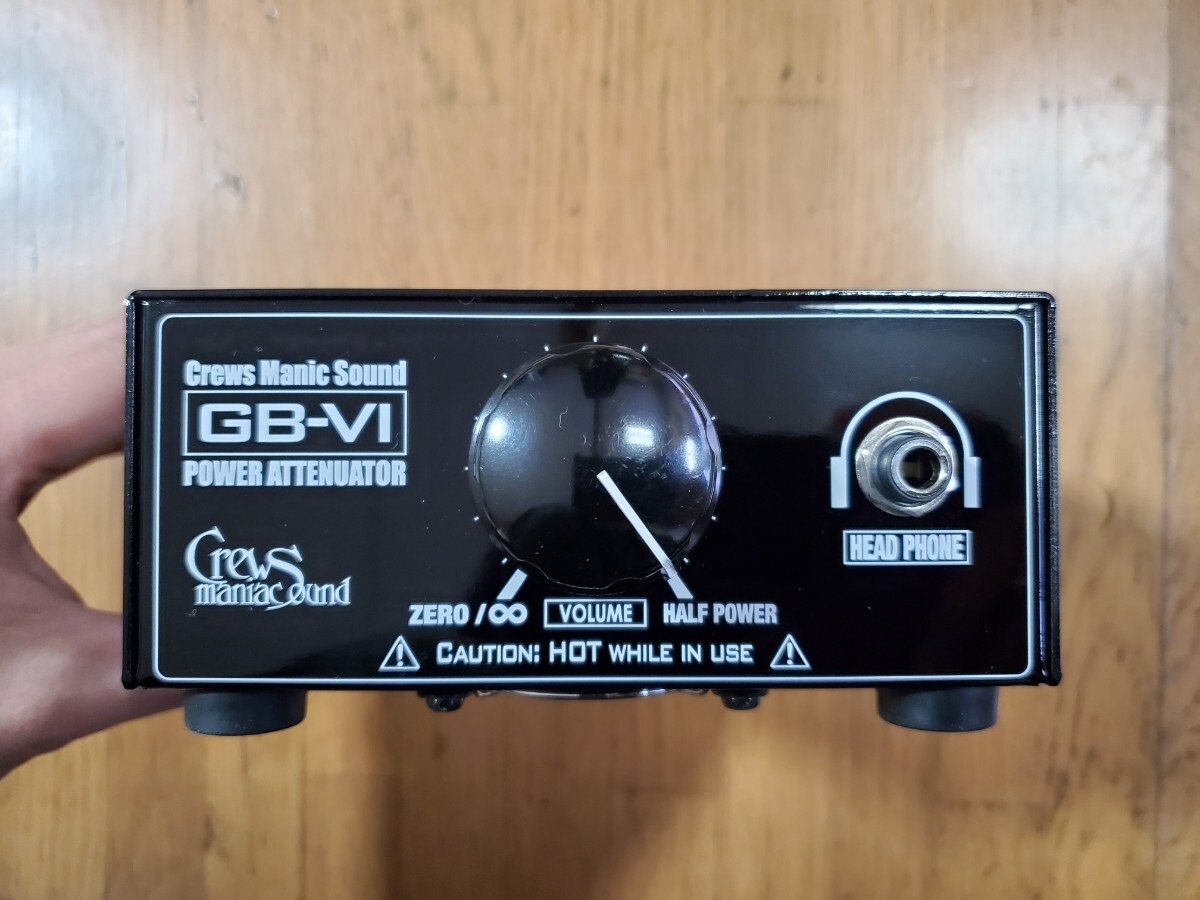 Crews Manic Sound
GB-VI
POWER ATTENUATOR
Crews
maniac Sound
HEAD PHONE
ZERO /∞ VOLUME HALF POWER
CAUTION: HOT WHILE IN USE